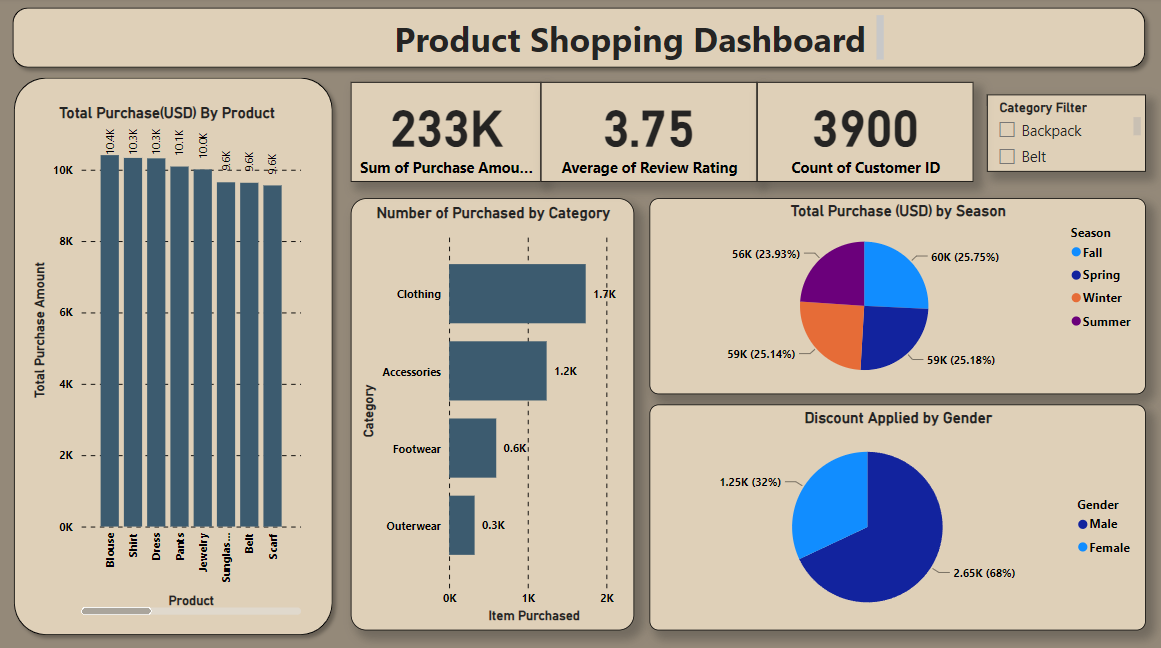 Product Shopping Dashboard
Total Purchase(USD) By Product
Total Purchase Amount
10K
8K
6K
4K
2K
0K
10.4K
10.3K
10.3K
10.1K
10.0K
9.6K
9.6K
9.6K
Blouse
Shirt
Dress
Pants
Jewelry
Sunglas...
Belt
Scarf
Product
233K
Sum of Purchase Amou...
3.75
Average of Review Rating
3900
Count of Customer ID
Category Filter
Backpack
Belt
Number of Purchased by Category
Category
Clothing
1.7K
Accessories
1.2K
Footwear
0.6K
Outerwear
0.3K
0K
1K
2K
Item Purchased
Total Purchase (USD) by Season
56K (23.93%)
60K (25.75%)
59K (25.14%)
59K (25.18%)
Season
Fall
Spring
Winter
Summer
Discount Applied by Gender
1.25K (32%)
2.65K (68%)
Gender
Male
Female